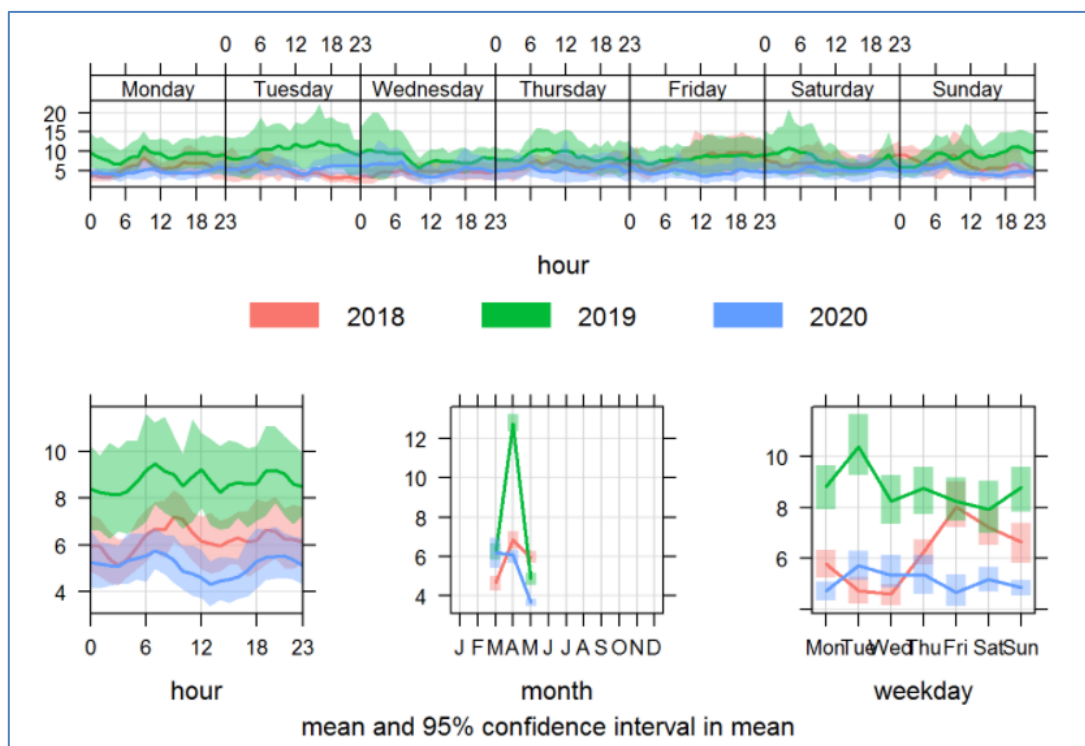 0 6 12 18 23 0 6 12 18 23 0 6 12 18 23
Monday Tuesday Wednesday Thursday Friday Saturday Sunday
20
15
10
5
0 6 12 18 23 0 6 12 18 23 0 6 12 18 23 0 6 12 18 23
hour
2018 2019 2020
10
8
6
4
0 6 12 18 23
hour
12
10
8
6
4
J F M A M J J A S O N D
month
10
8
6
Mon Tue Wed Thu Fri Sat Sun
weekday
mean and 95% confidence interval in mean